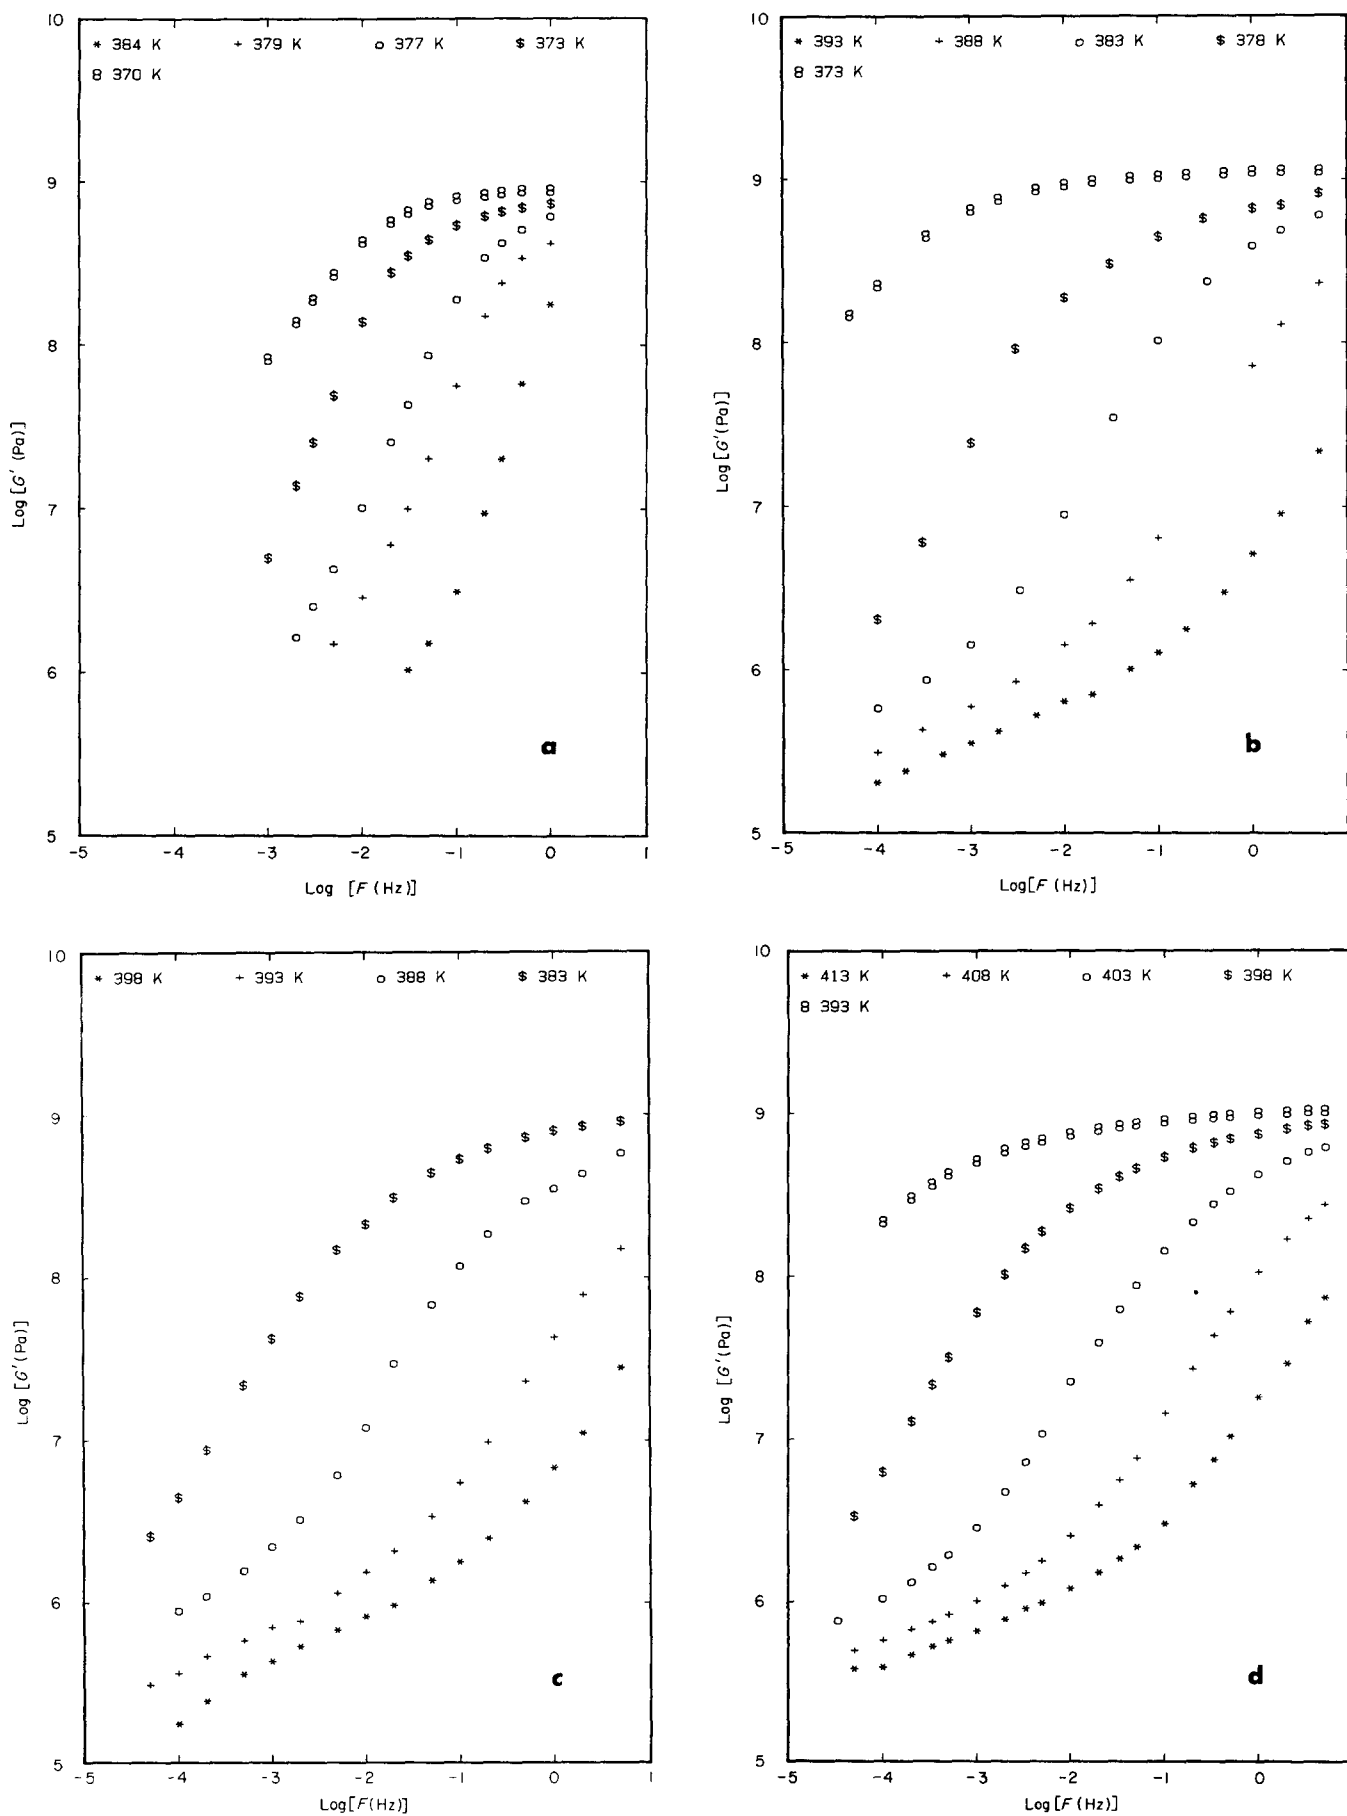 * 384 K + 379 K o 377 K $ 373 K
8 370 K
10
9
8
7
6
5
Log [G' (Pa)]
-5 -4 -3 -2 -1 0 1
Log [F (Hz)]
a
* 393 K + 388 K o 383 K $ 378 K
8 373 K
10
9
8
7
6
5
Log [G' (Pa)]
-5 -4 -3 -2 -1 0 1
Log [F (Hz)]
b
* 398 K + 393 K o 388 K $ 383 K
10
9
8
7
6
5
Log [G' (Pa)]
-5 -4 -3 -2 -1 0 1
Log [F (Hz)]
c
* 413 K + 408 K o 403 K $ 398 K
8 393 K
10
9
8
7
6
5
Log [G' (Pa)]
-5 -4 -3 -2 -1 0 1
Log [F (Hz)]
d